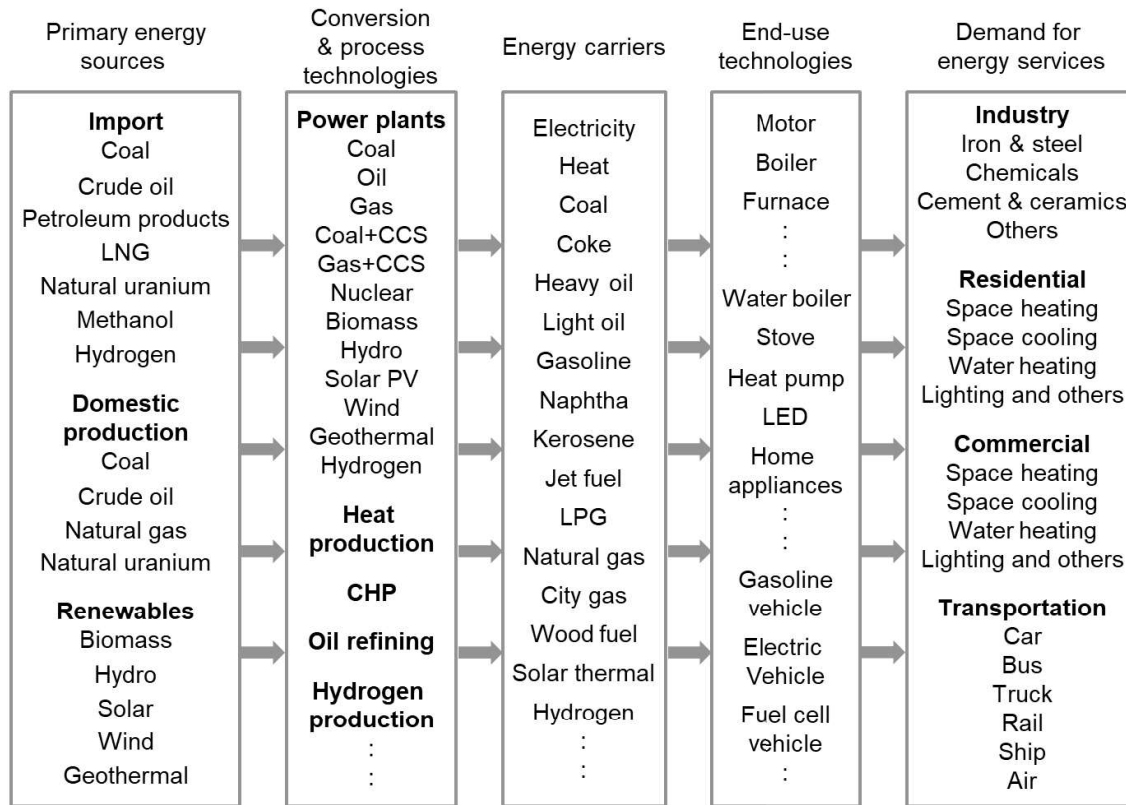 Primary energy
sources
Import
Coal
Crude oil
Petroleum products
LNG
Natural uranium
Methanol
Hydrogen
Domestic
production
Coal
Crude oil
Natural gas
Natural uranium
Renewables
Biomass
Hydro
Solar
Wind
Geothermal
Conversion
& process
technologies
Power plants
Coal
Oil
Gas
Coal+CCS
Gas+CCS
Nuclear
Biomass
Hydro
Solar PV
Wind
Geothermal
Hydrogen
Heat
production
CHP
Oil refining
Hydrogen
production
:
:
Energy carriers
Electricity
Heat
Coal
Coke
Heavy oil
Light oil
Gasoline
Naphtha
Kerosene
Jet fuel
LPG
Natural gas
City gas
Wood fuel
Solar thermal
Hydrogen
:
:
End-use
technologies
Motor
Boiler
Furnace
:
:
Water boiler
Stove
Heat pump
LED
Home
appliances
:
:
Gasoline
vehicle
Electric
Vehicle
Fuel cell
vehicle
:
Demand for
energy services
Industry
Iron & steel
Chemicals
Cement & ceramics
Others
Residential
Space heating
Space cooling
Water heating
Lighting and others
Commercial
Space heating
Space cooling
Water heating
Lighting and others
Transportation
Car
Bus
Truck
Rail
Ship
Air